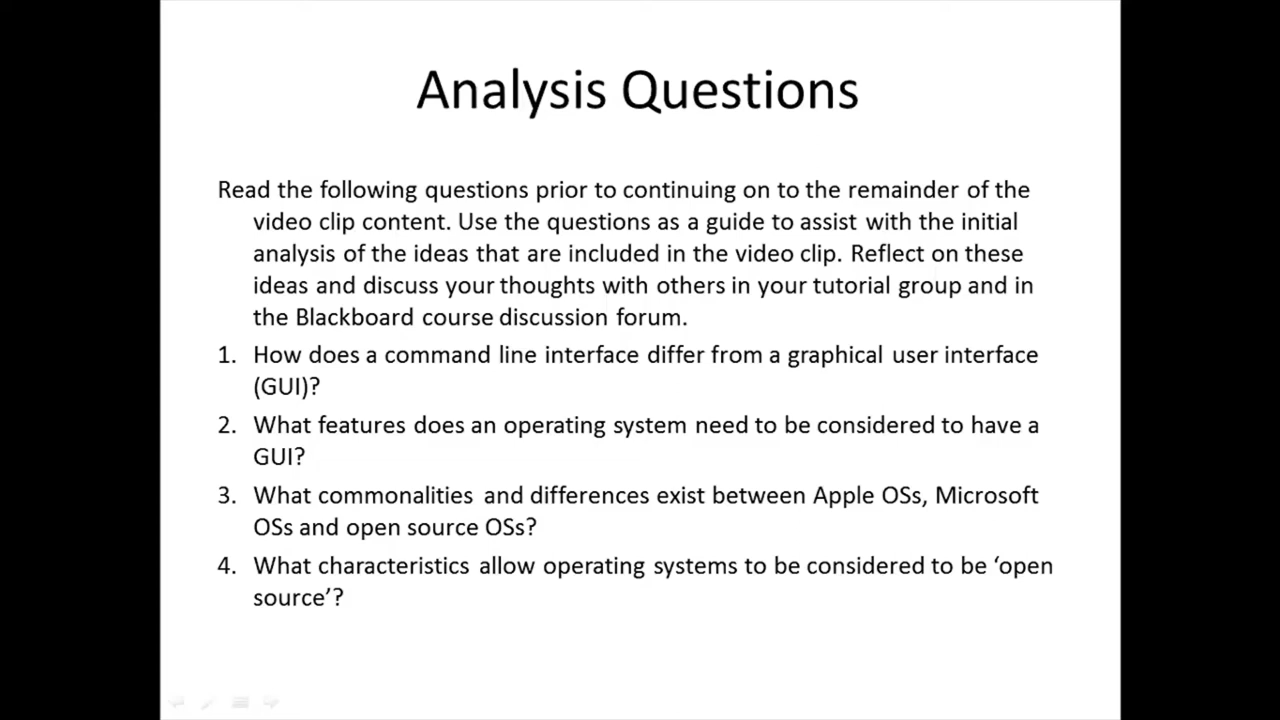 Analysis Questions
Read the following questions prior to continuing on to the remainder of the
video clip content. Use the questions as a guide to assist with the initial
analysis of the ideas that are included in the video clip. Reflect on these
ideas and discuss your thoughts with others in your tutorial group and in
the Blackboard course discussion forum.
1. How does a command line interface differ from a graphical user interface
(GUI)?
2. What features does an operating system need to be considered to have a
GUI?
3. What commonalities and differences exist between Apple OSs, Microsoft
OSs and open source OSs?
4. What characteristics allow operating systems to be considered to be ‘open
source’?